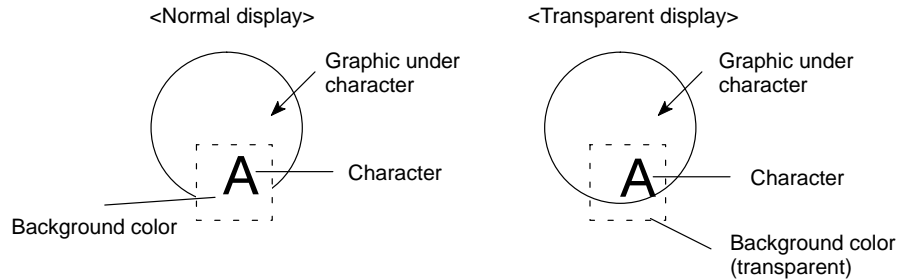 <Normal display>
Graphic under
character
A
Character
Background color
<Transparent display>
Graphic under
character
A
Character
Background color
(transparent)